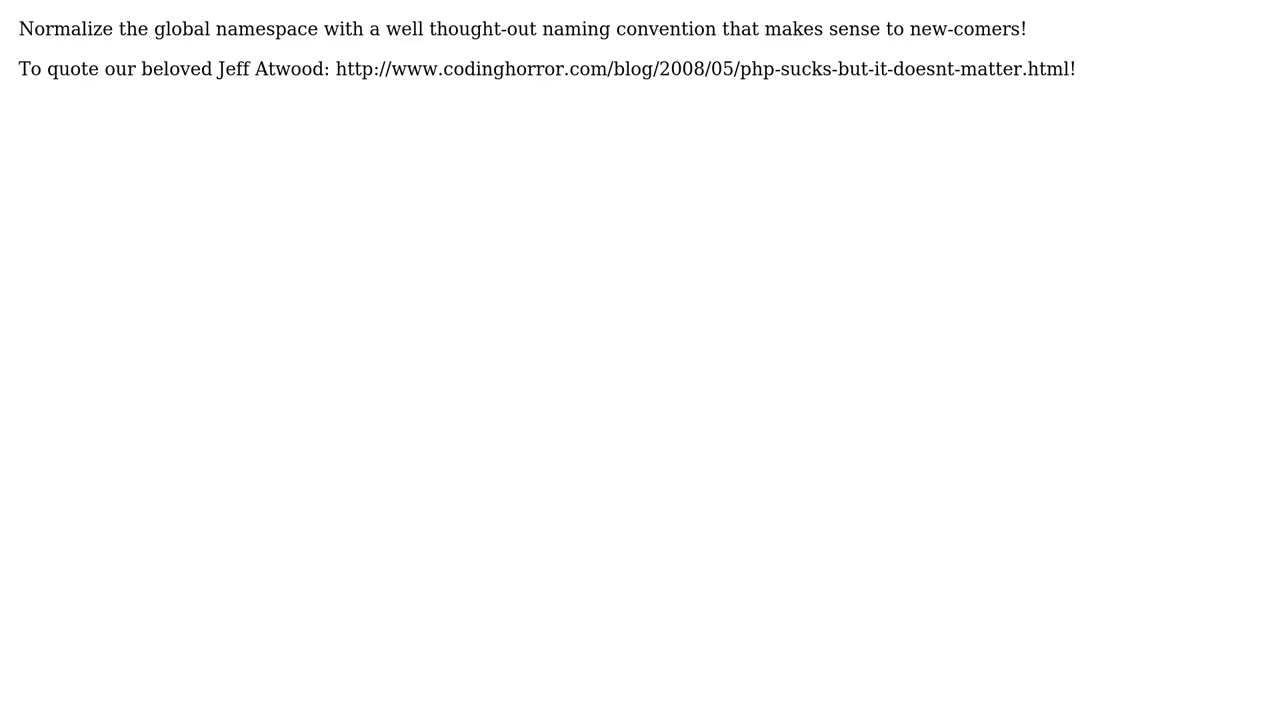 Normalize the global namespace with a well thought-out naming convention that makes sense to new-comers!
To quote our beloved Jeff Atwood: http://www.codinghorror.com/blog/2008/05/php-sucks-but-it-doesnt-matter.html!